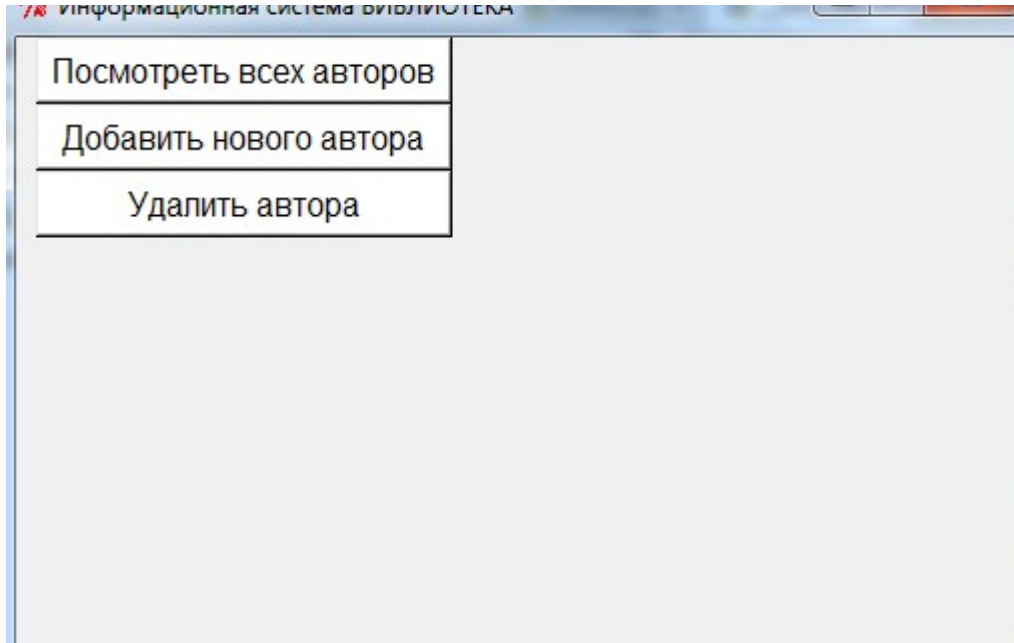 Информационная система БИБЛИОТЕКА
Посмотреть всех авторов
Добавить нового автора
Удалить автора